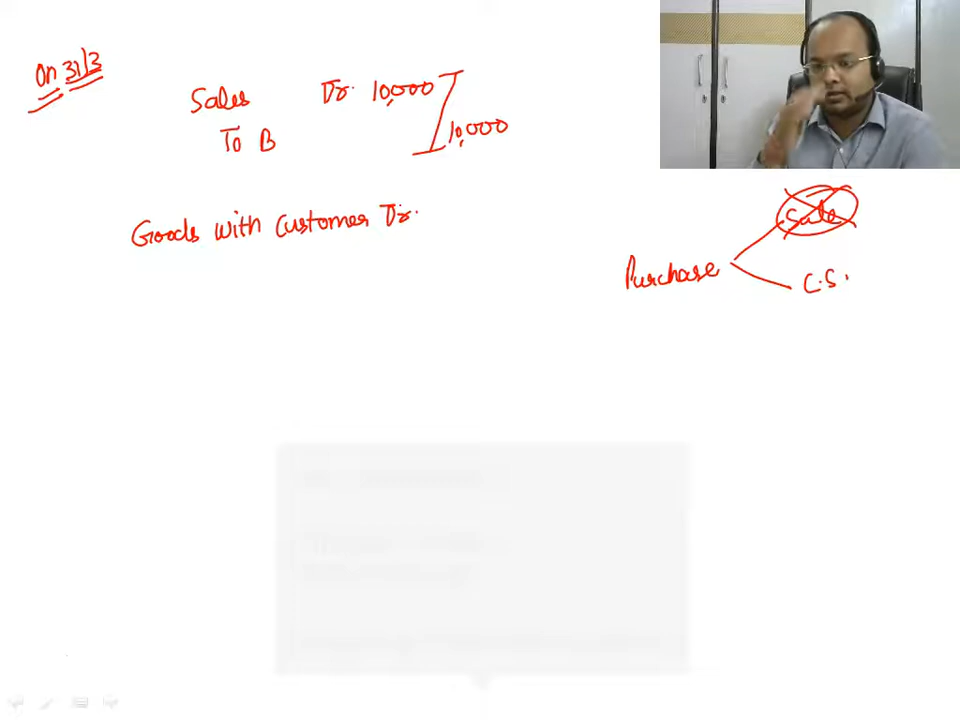 On 31/3
Sales Dr. 10,000
To B 10,000
Goods with customer Dr.
Sale
Purchase
C.S.